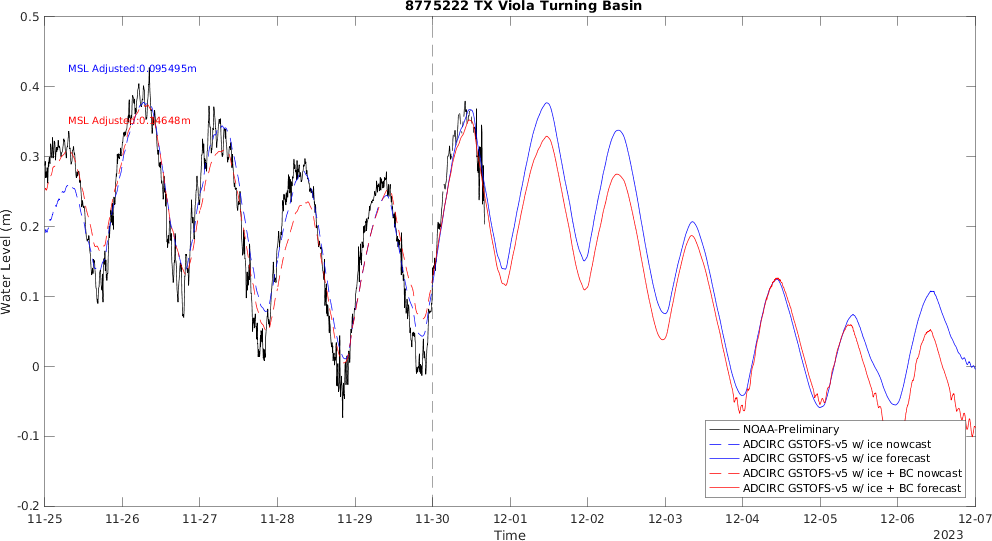 8775222 TX Viola Turning Basin
0.5
0.4
0.3
0.2
0.1
0
-0.1
-0.2
Water Level (m)
MSL Adjusted:0.095495m
MSL Adjusted:0.14648m
NOAA-Preliminary
ADCIRC GSTOFS-v5 w/ ice nowcast
ADCIRC GSTOFS-v5 w/ ice forecast
ADCIRC GSTOFS-v5 w/ ice + BC nowcast
ADCIRC GSTOFS-v5 w/ ice + BC forecast
11-25 11-26 11-27 11-28 11-29 11-30 12-01 12-02 12-03 12-04 12-05 12-06 12-07
Time
2023